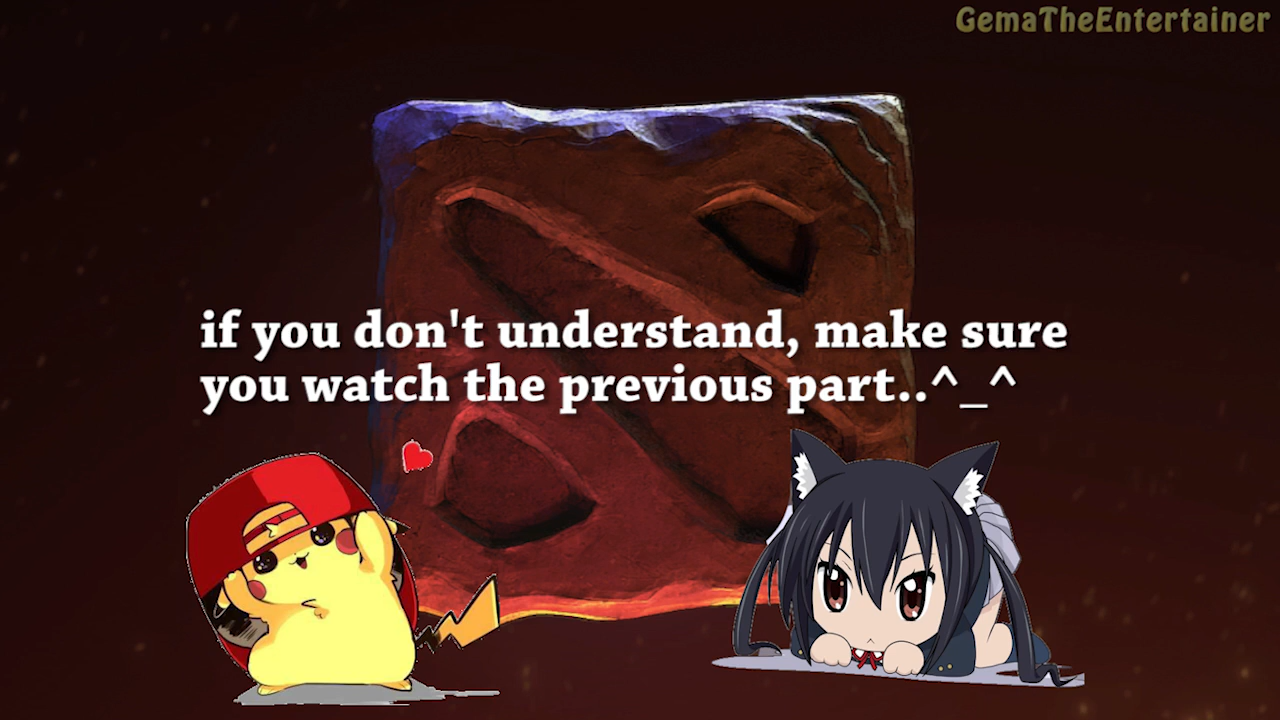 GemaTheEntertainer
if you don't understand, make sure
you watch the previous part..^_^